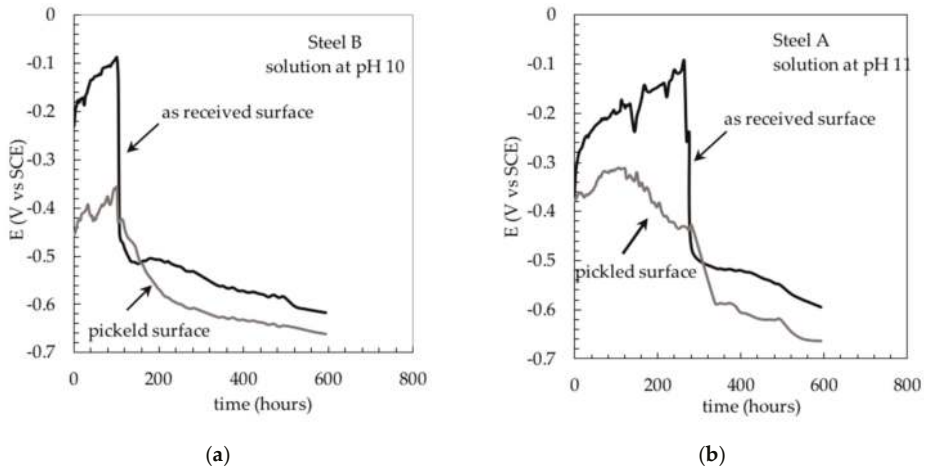 0
-0.1
-0.2
-0.3
-0.4
-0.5
-0.6
-0.7
E (V vs SCE)
Steel B
solution at pH 10
as received surface
pickeld surface
0 200 400 600 800
time (hours)
(a)
0
-0.1
-0.2
-0.3
-0.4
-0.5
-0.6
-0.7
E (V vs SCE)
Steel A
solution at pH 11
as received surface
pickled surface
0 200 400 600 800
time (hours)
(b)